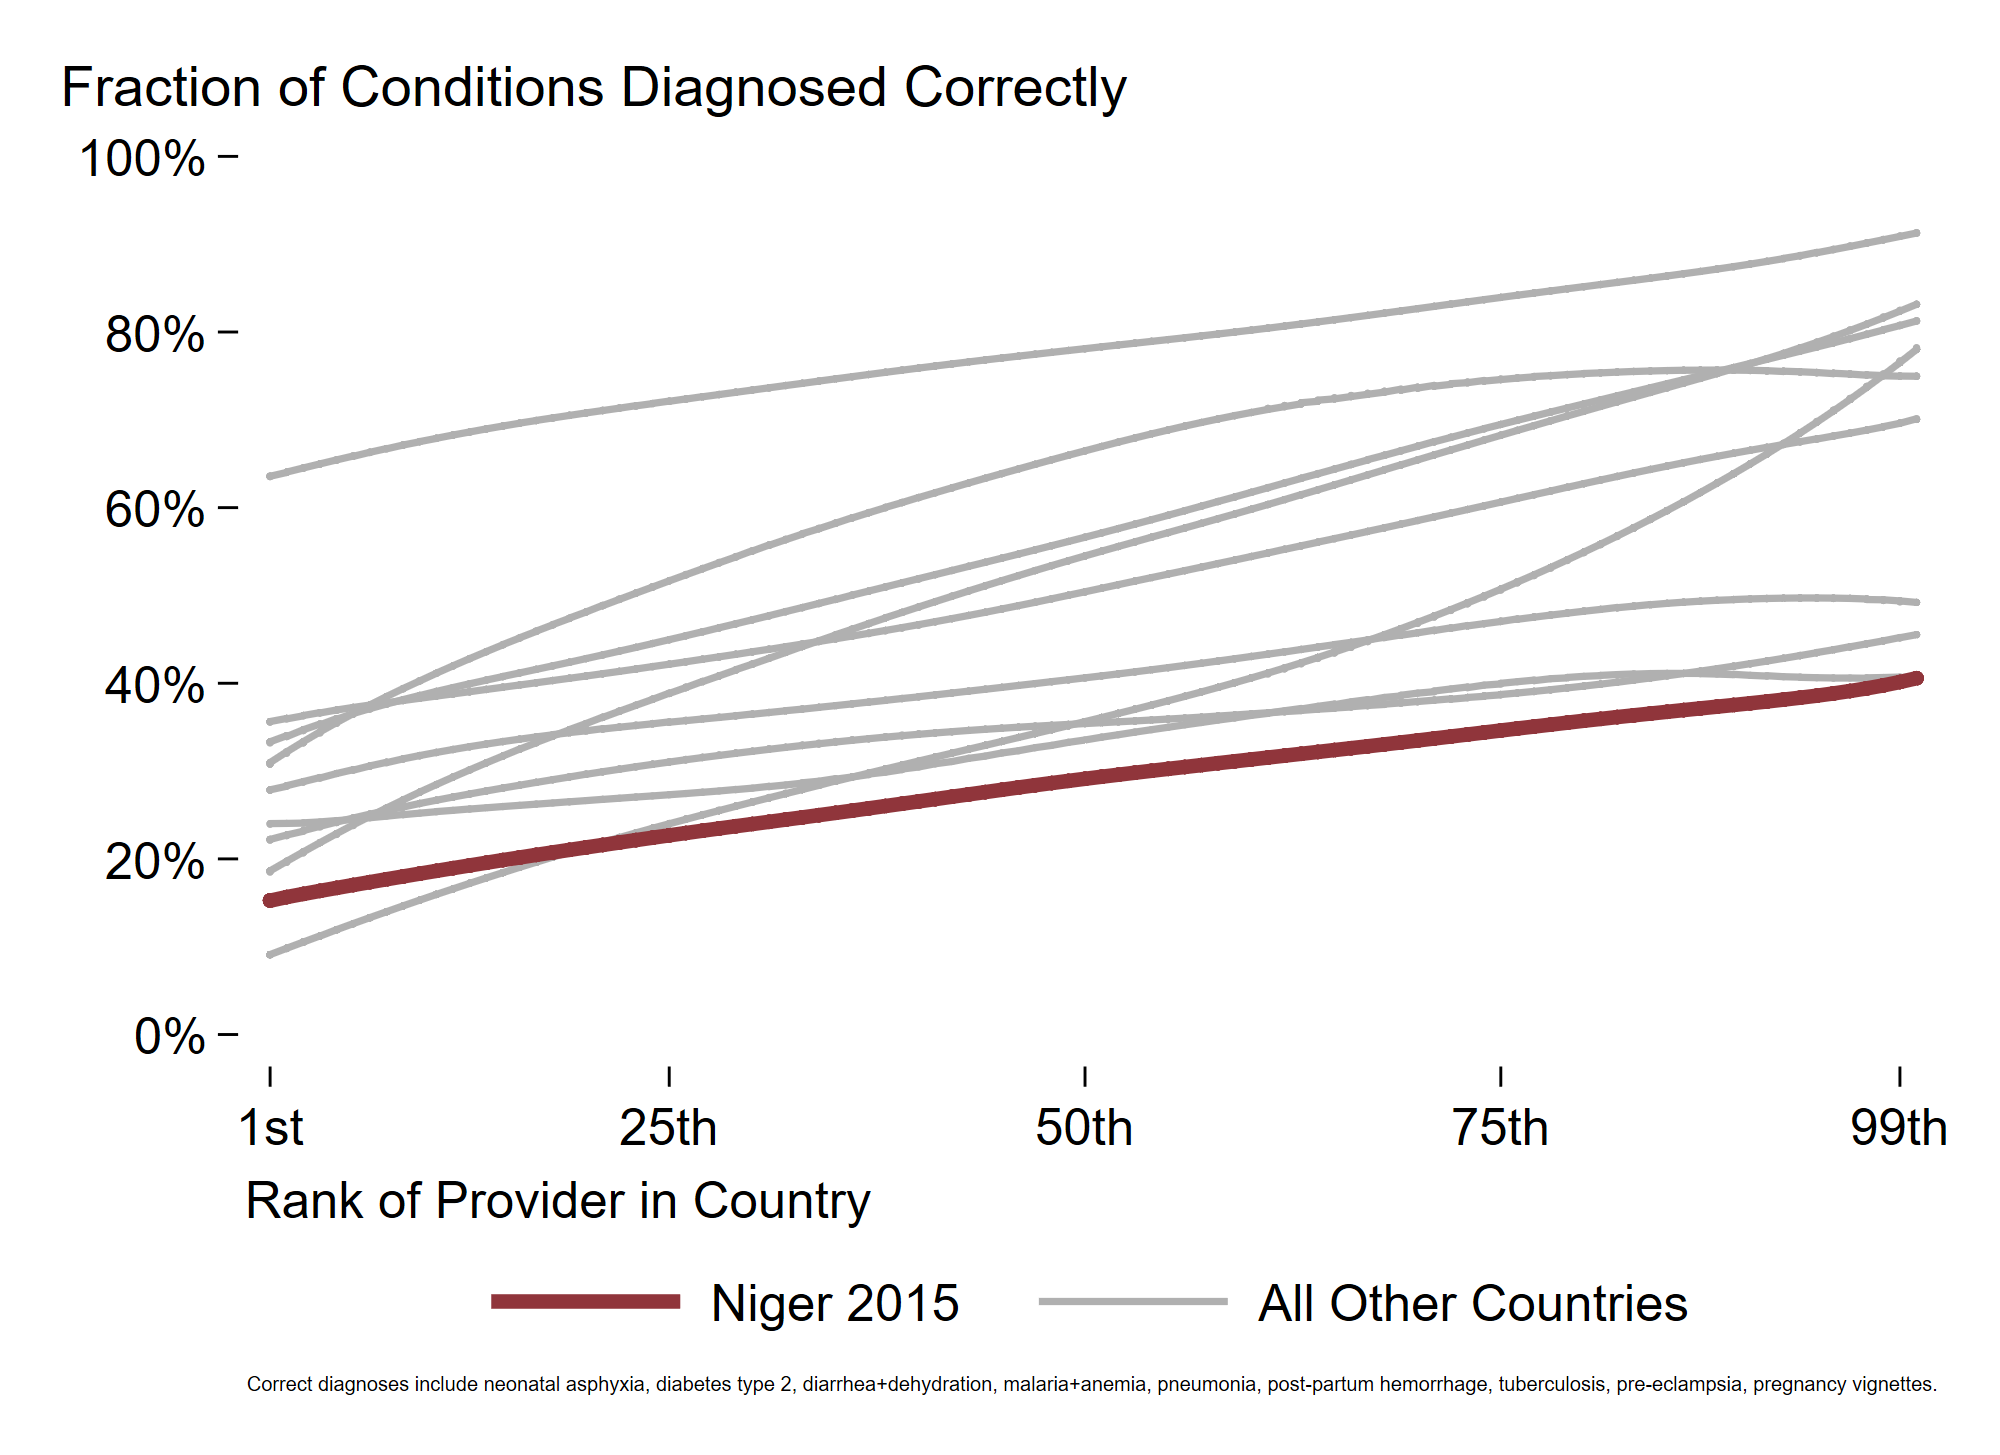 Fraction of Conditions Diagnosed Correctly
100%
80%
60%
40%
20%
0%
1st 25th 50th 75th 99th
Rank of Provider in Country
Niger 2015 All Other Countries
Correct diagnoses include neonatal asphyxia, diabetes type 2, diarrhea+dehydration, malaria+anemia, pneumonia, post-partum hemorrhage, tuberculosis, pre-eclampsia, pregnancy vignettes.